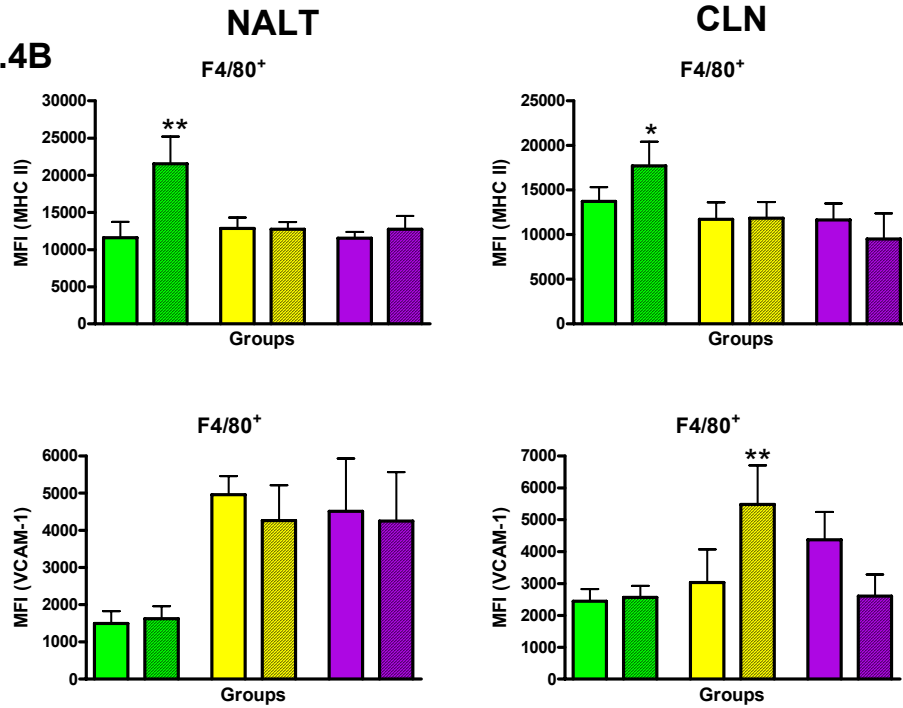 NALT
CLN
.4B
F4/80+
F4/80+
30000
25000
20000
15000
10000
5000
0
MFI (MHC II)
**
Groups
25000
20000
15000
10000
5000
0
MFI (MHC II)
*
Groups
F4/80+
F4/80+
6000
5000
4000
3000
2000
1000
0
MFI (VCAM-1)
Groups
7000
6000
5000
4000
3000
2000
1000
0
MFI (VCAM-1)
**
Groups